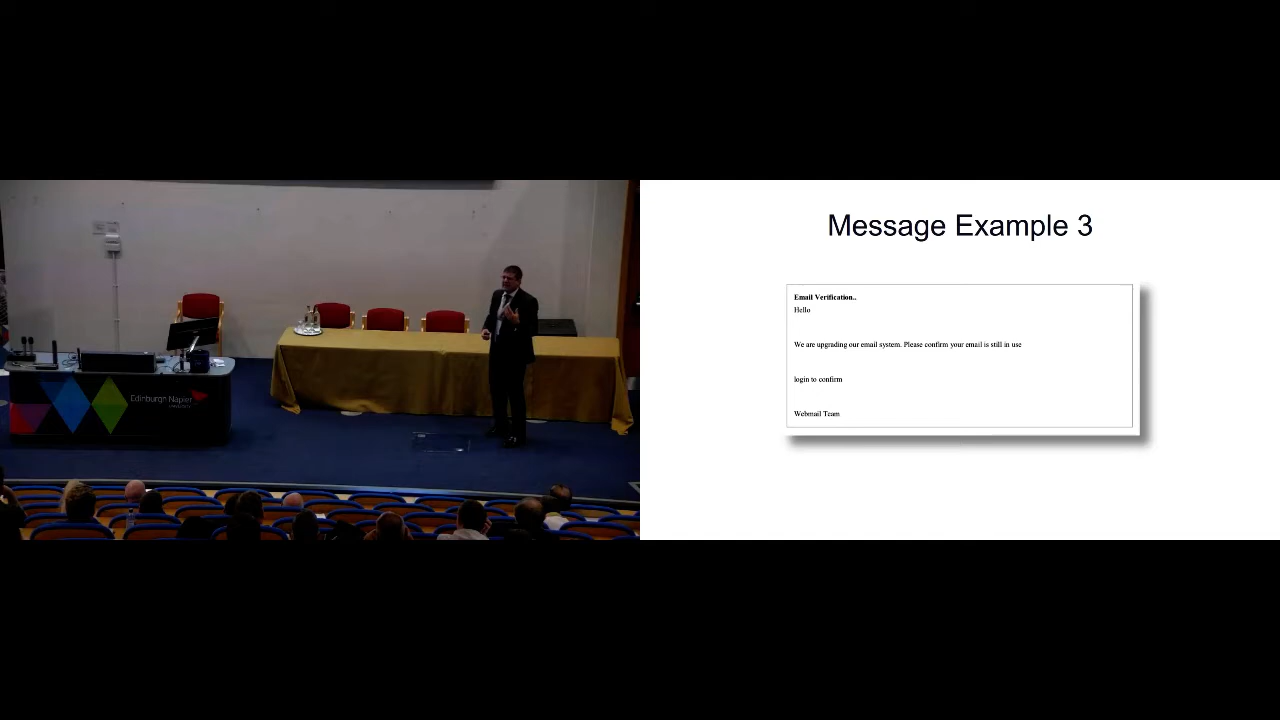 Edinburgh Napier
Message Example 3
Email Verification..
Hello
We are upgrading our email system. Please confirm your email is still in use
login to confirm
Webmail Team